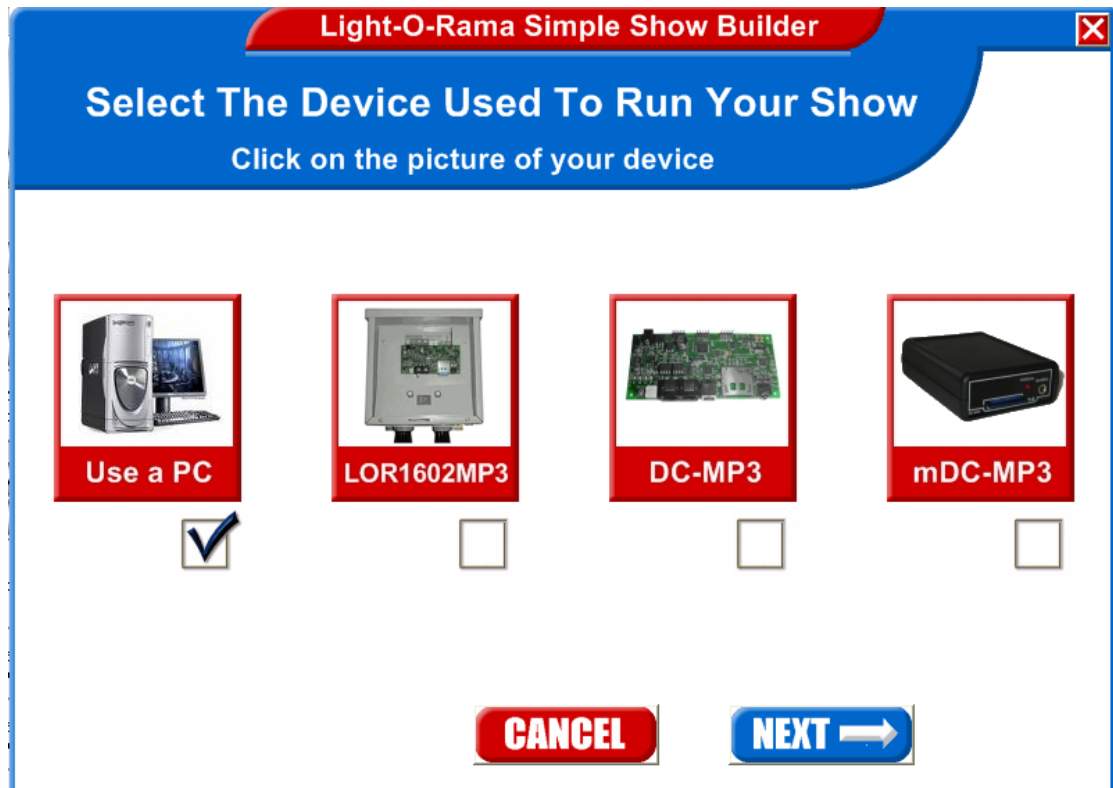 Light-O-Rama Simple Show Builder
Select The Device Used To Run Your Show
Click on the picture of your device
Use a PC
LOR1602MP3
DC-MP3
mDC-MP3
CANCEL
NEXT